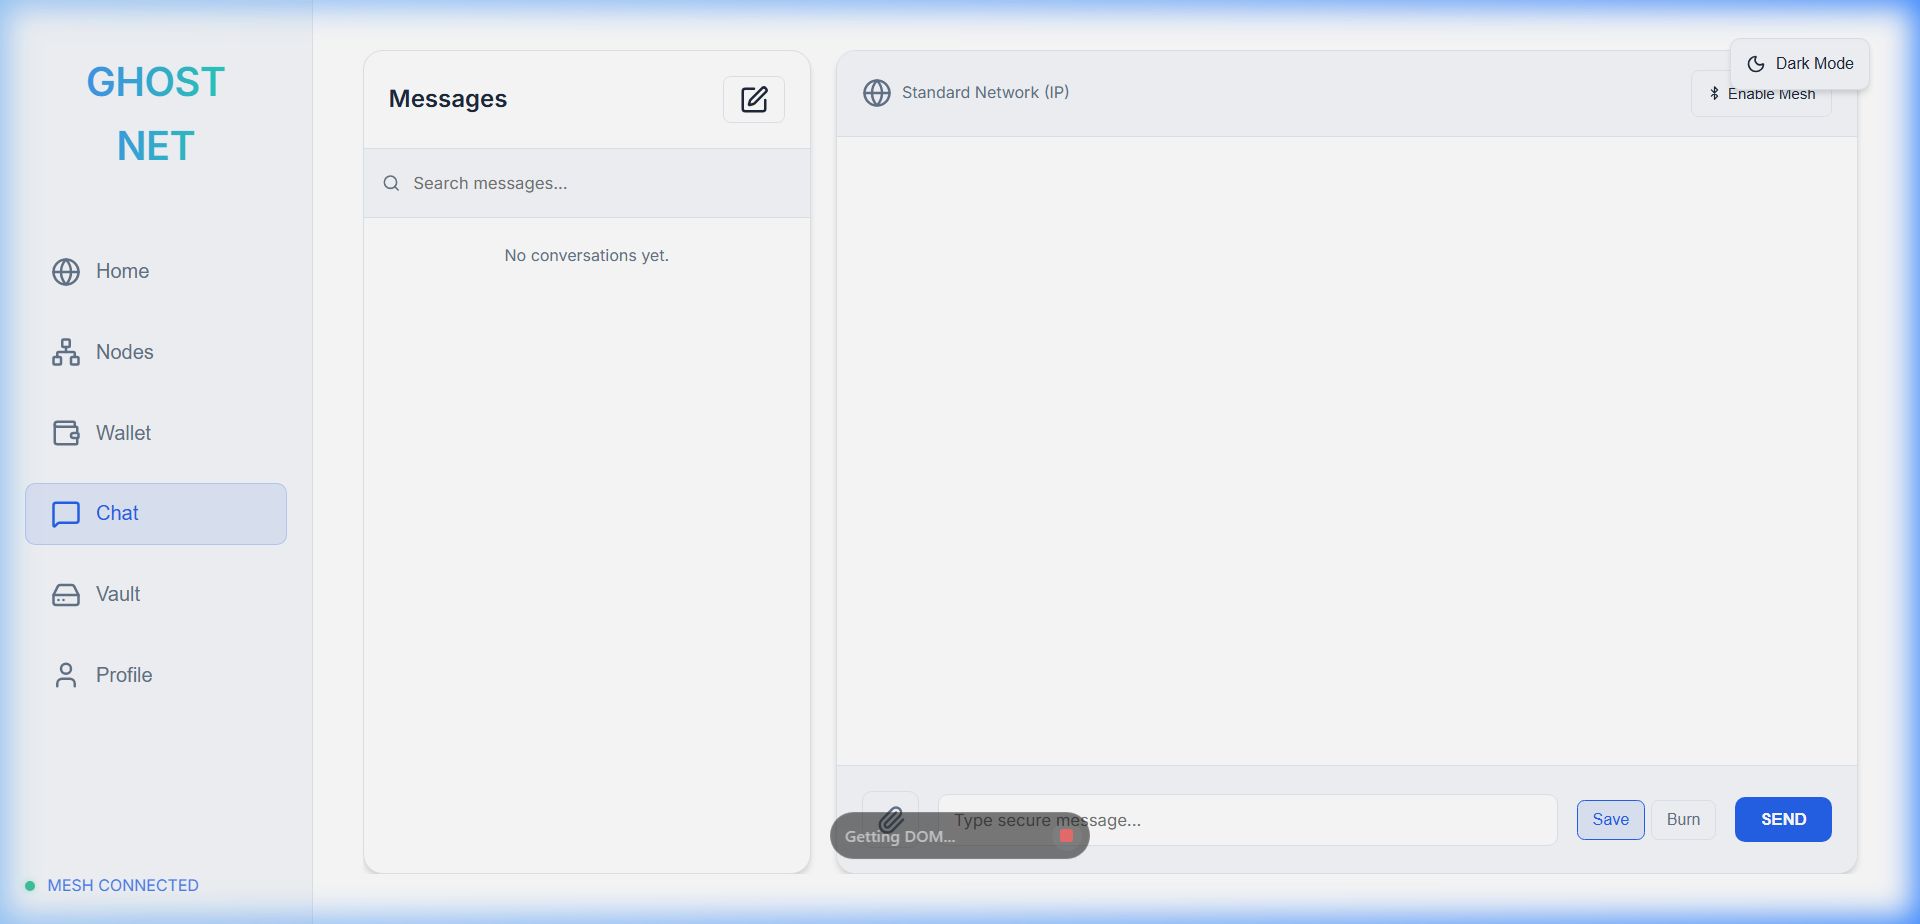 GHOST
NET
Home
Nodes
Wallet
Chat
Vault
Profile
MESH CONNECTED
Messages
Search messages...
No conversations yet.
Standard Network (IP)
Dark Mode
Enable Mesh
Type secure message...
Getting DOM...
Save
Burn
SEND